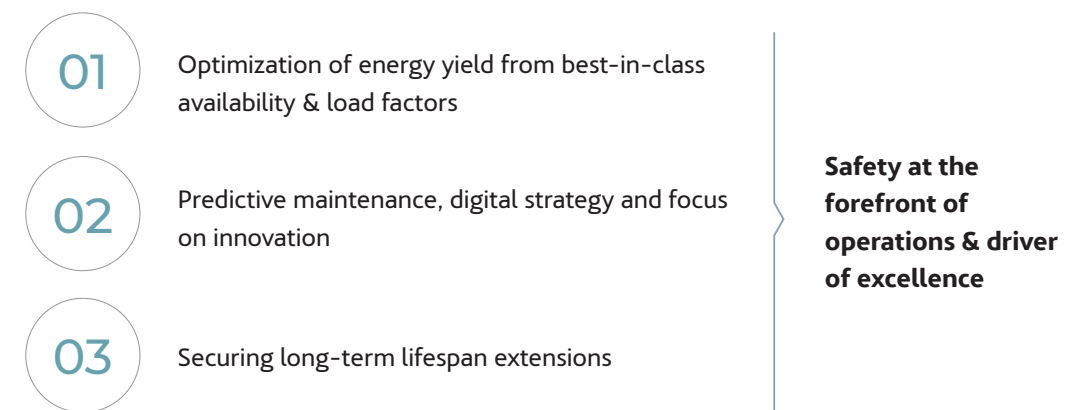 01
Optimization of energy yield from best-in-class
availability & load factors
02
Predictive maintenance, digital strategy and focus
on innovation
03
Securing long-term lifespan extensions
Safety at the
forefront of
operations & driver
of excellence